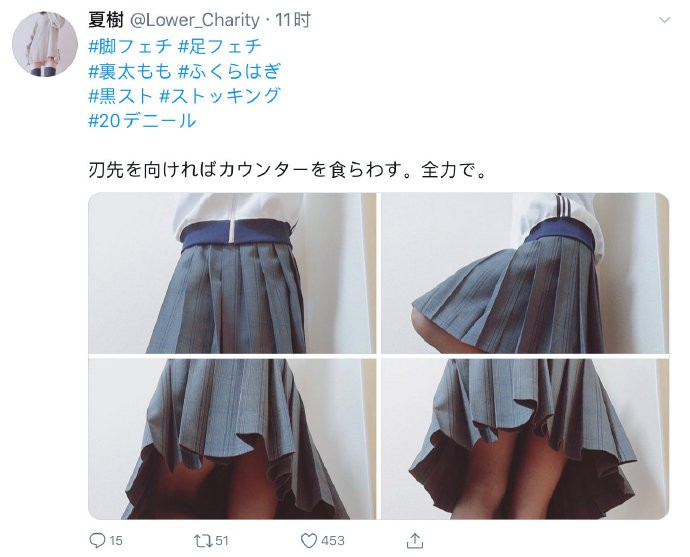 夏樹 @Lower_Charity · 11时
#脚フェチ #足フェチ
#裏太もも #ふくらはぎ
#黒スト #ストッキング
#20デニール
刃先を向ければカウンターを食らわす。全力で。
15 51 453